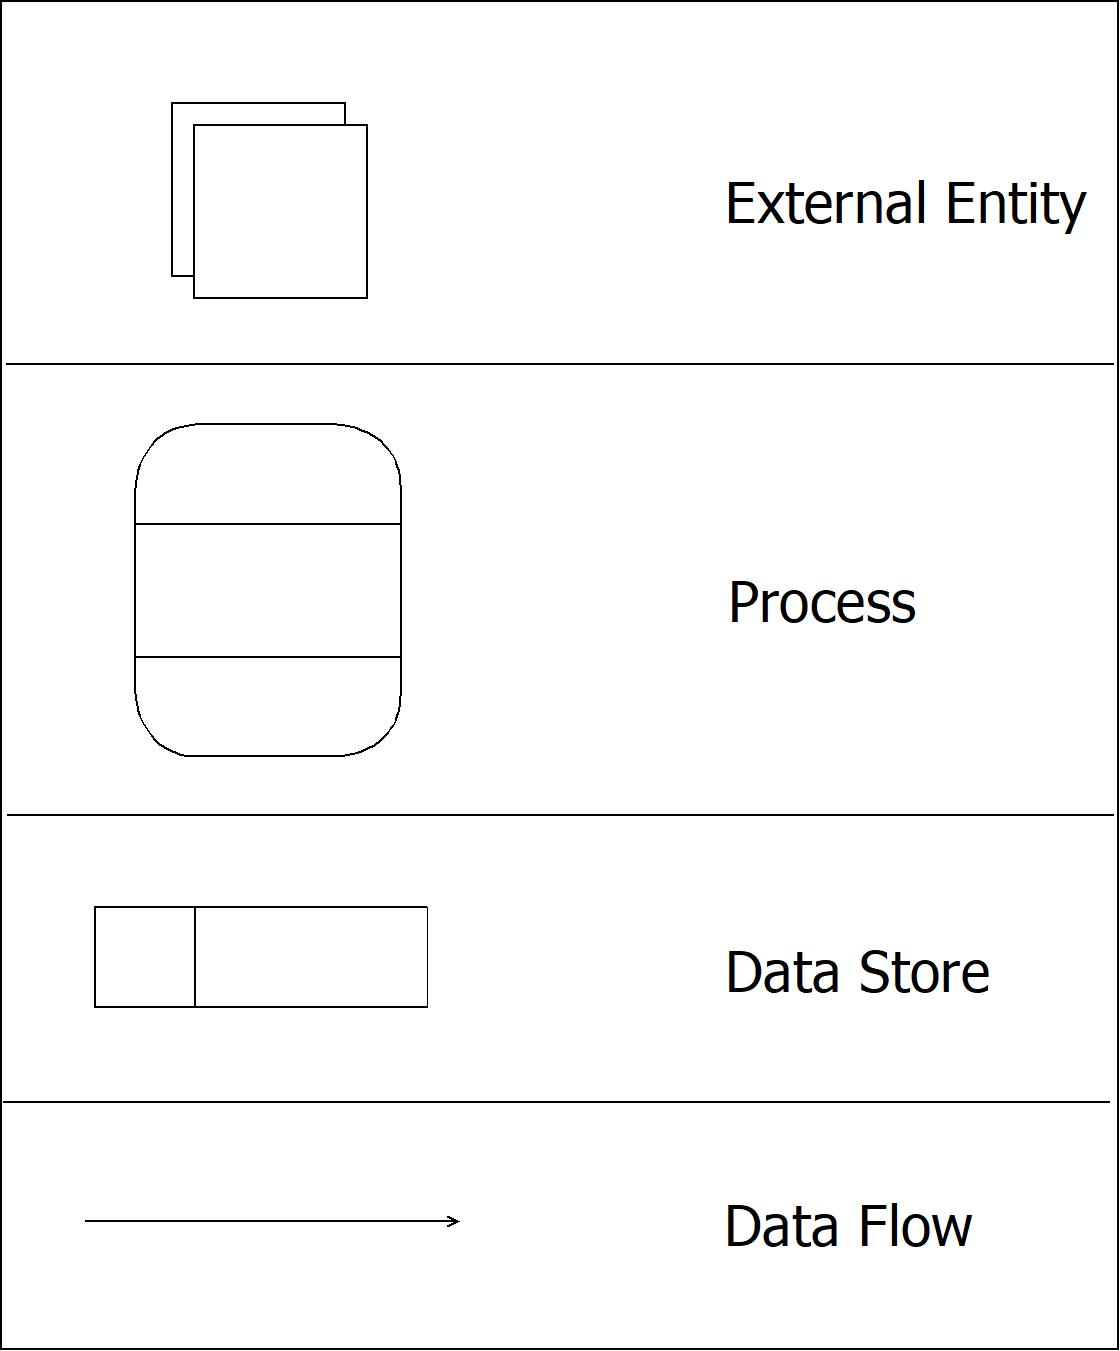 External Entity
Process
Data Store
Data Flow